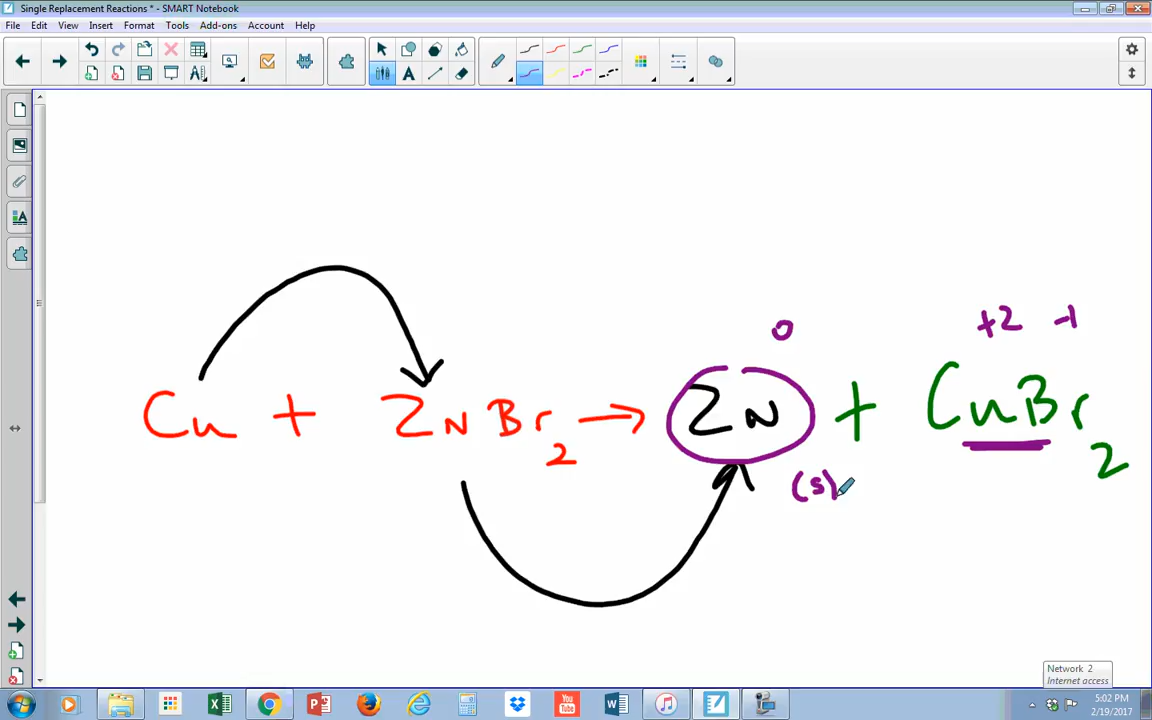 Single Replacement Reactions * - SMART Notebook
File Edit View Insert Format Tools Add-ons Account Help
0 +2 -1
Cu + ZnBr2 → Zn + CuBr2
(s)
Network 2
Internet access
5:02 PM
2/19/2017